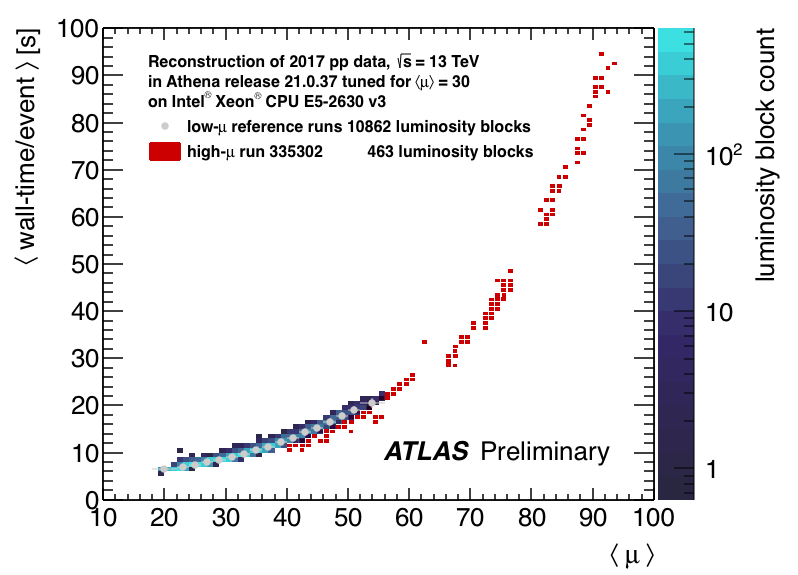 ⟨ wall-time/event ⟩ [s]
100
90
80
70
60
50
40
30
20
10
0
Reconstruction of 2017 pp data, √s = 13 TeV
in Athena release 21.0.37 tuned for ⟨μ⟩ = 30
on Intel® Xeon® CPU E5-2630 v3
low-μ reference runs 10862 luminosity blocks
high-μ run 335302 463 luminosity blocks
ATLAS Preliminary
10 20 30 40 50 60 70 80 90 100
⟨ μ ⟩
10²
10
1
luminosity block count